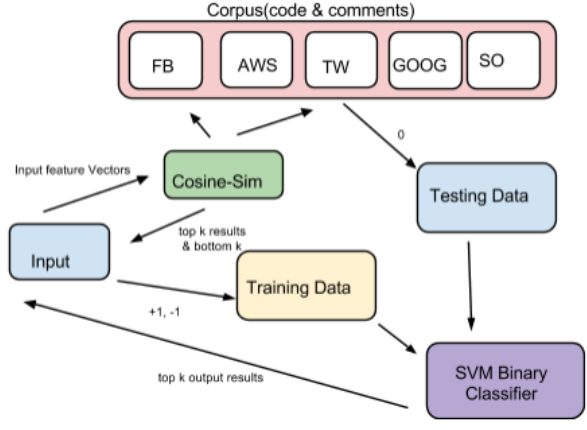 Corpus(code & comments)
FB
AWS
TW
GOOG
SO
0
Input feature Vectors
Cosine-Sim
Testing Data
top k results
& bottom k
Input
Training Data
+1, -1
SVM Binary
Classifier
top k output results